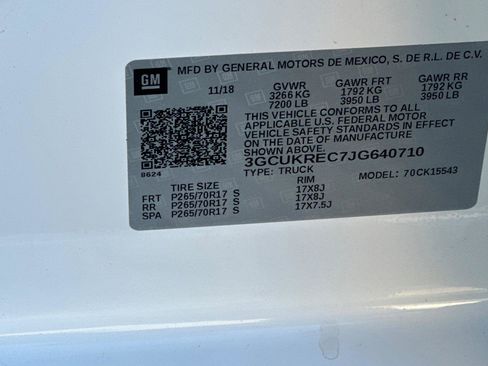 GM
MFD BY GENERAL MOTORS DE MEXICO, S. DE R.L. DE C.V.
11/18 GVWR GAWR FRT GAWR RR
3266 KG 1792 KG 1792 KG
7200 LB 3950 LB 3950 LB
THIS VEHICLE CONFORMS TO ALL
APPLICABLE U.S. FEDERAL MOTOR
VEHICLE SAFETY STANDARDS IN EFFECT
ON THE DATE OF MANUFACTURE
SHOWN ABOVE.
3GCUKREC7JG640710
8624 TYPE: TRUCK MODEL: 70CK15543
TIRE SIZE RIM
FRT P265/70R17 S 17X8J
RR P265/70R17 S 17X8J
SPA P265/70R17 S 17X7.5J